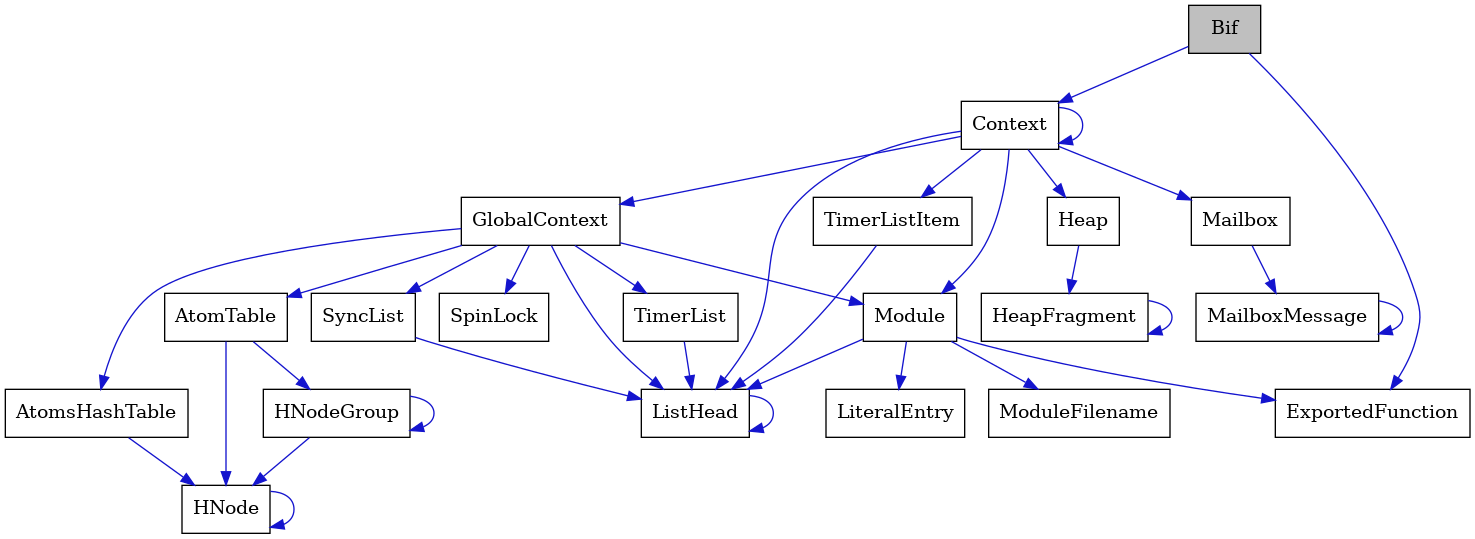 Bif
Context
GlobalContext
TimerListItem
Heap
Mailbox
AtomTable
SyncList
SpinLock
TimerList
Module
HeapFragment
MailboxMessage
AtomsHashTable
HNodeGroup
ListHead
LiteralEntry
ModuleFilename
ExportedFunction
HNode